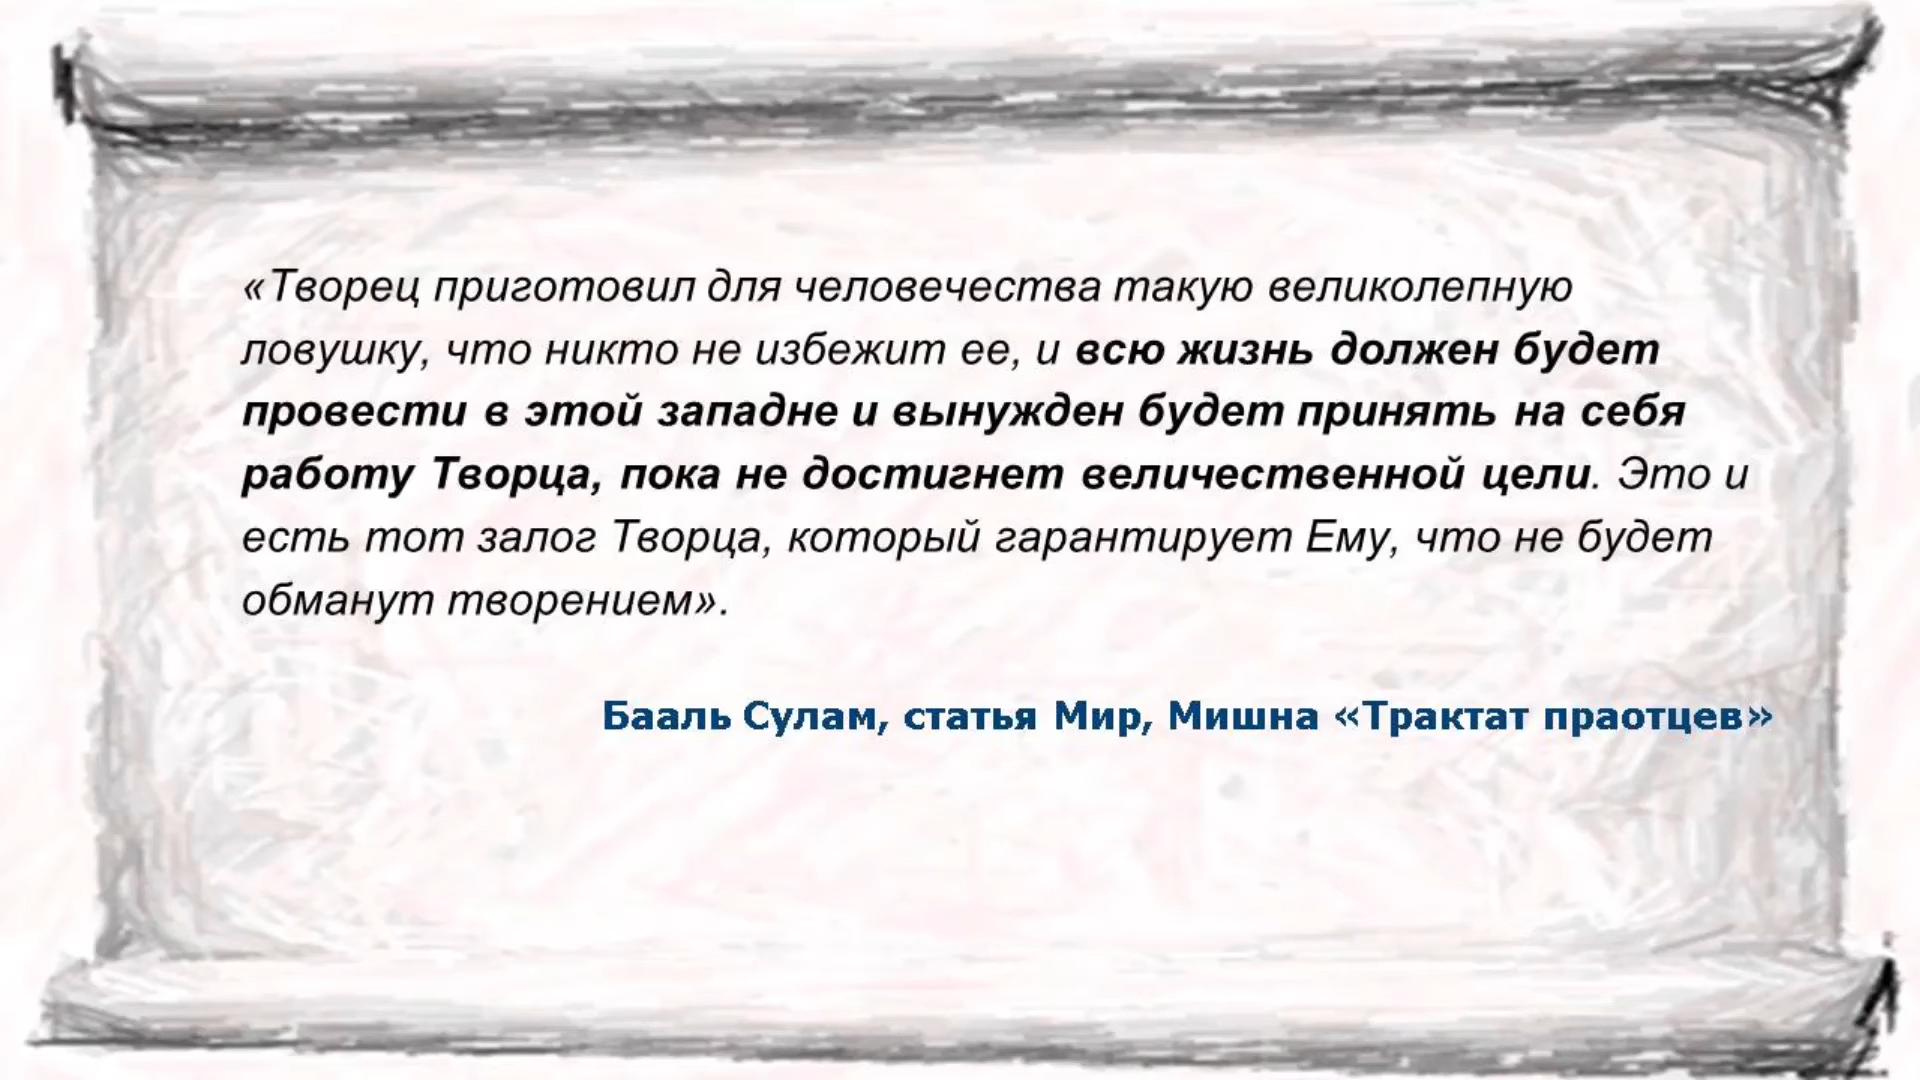 «Творец приготовил для человечества такую великолепную
ловушку, что никто не избежит ее, и всю жизнь должен будет
провести в этой западне и вынужден будет принять на себя
работу Творца, пока не достигнет величественной цели. Это и
есть тот залог Творца, который гарантирует Ему, что не будет
обманут творением».
Бааль Сулам, статья Мир, Мишна «Трактат праотцев»